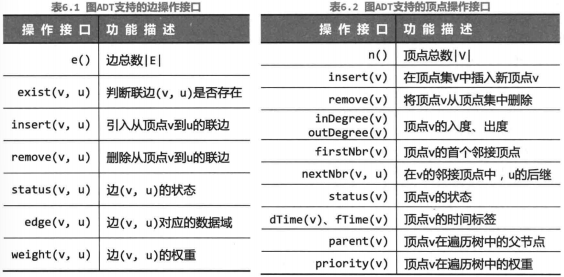 表6.1 图ADT支持的边操作接口
操作接口 功能描述
e() 边总数|E|
exist(v, u) 判断联边(v, u)是否存在
insert(v, u) 引入从顶点v到u的联边
remove(v, u) 删除从顶点v到u的联边
status(v, u) 边(v, u)的状态
edge(v, u) 边(v, u)对应的数据域
weight(v, u) 边(v, u)的权重
表6.2 图ADT支持的顶点操作接口
操作接口 功能描述
n() 顶点总数|V|
insert(v) 在顶点集V中插入新顶点v
remove(v) 将顶点v从顶点集中删除
inDegree(v)
outDegree(v) 顶点v的入度、出度
firstNbr(v) 顶点v的首个邻接顶点
nextNbr(v, u) 在v的邻接顶点中，u的后继
status(v) 顶点v的状态
dTime(v)、fTime(v) 顶点v的时间标签
parent(v) 顶点v在遍历树中的父节点
priority(v) 顶点v在遍历树中的权重